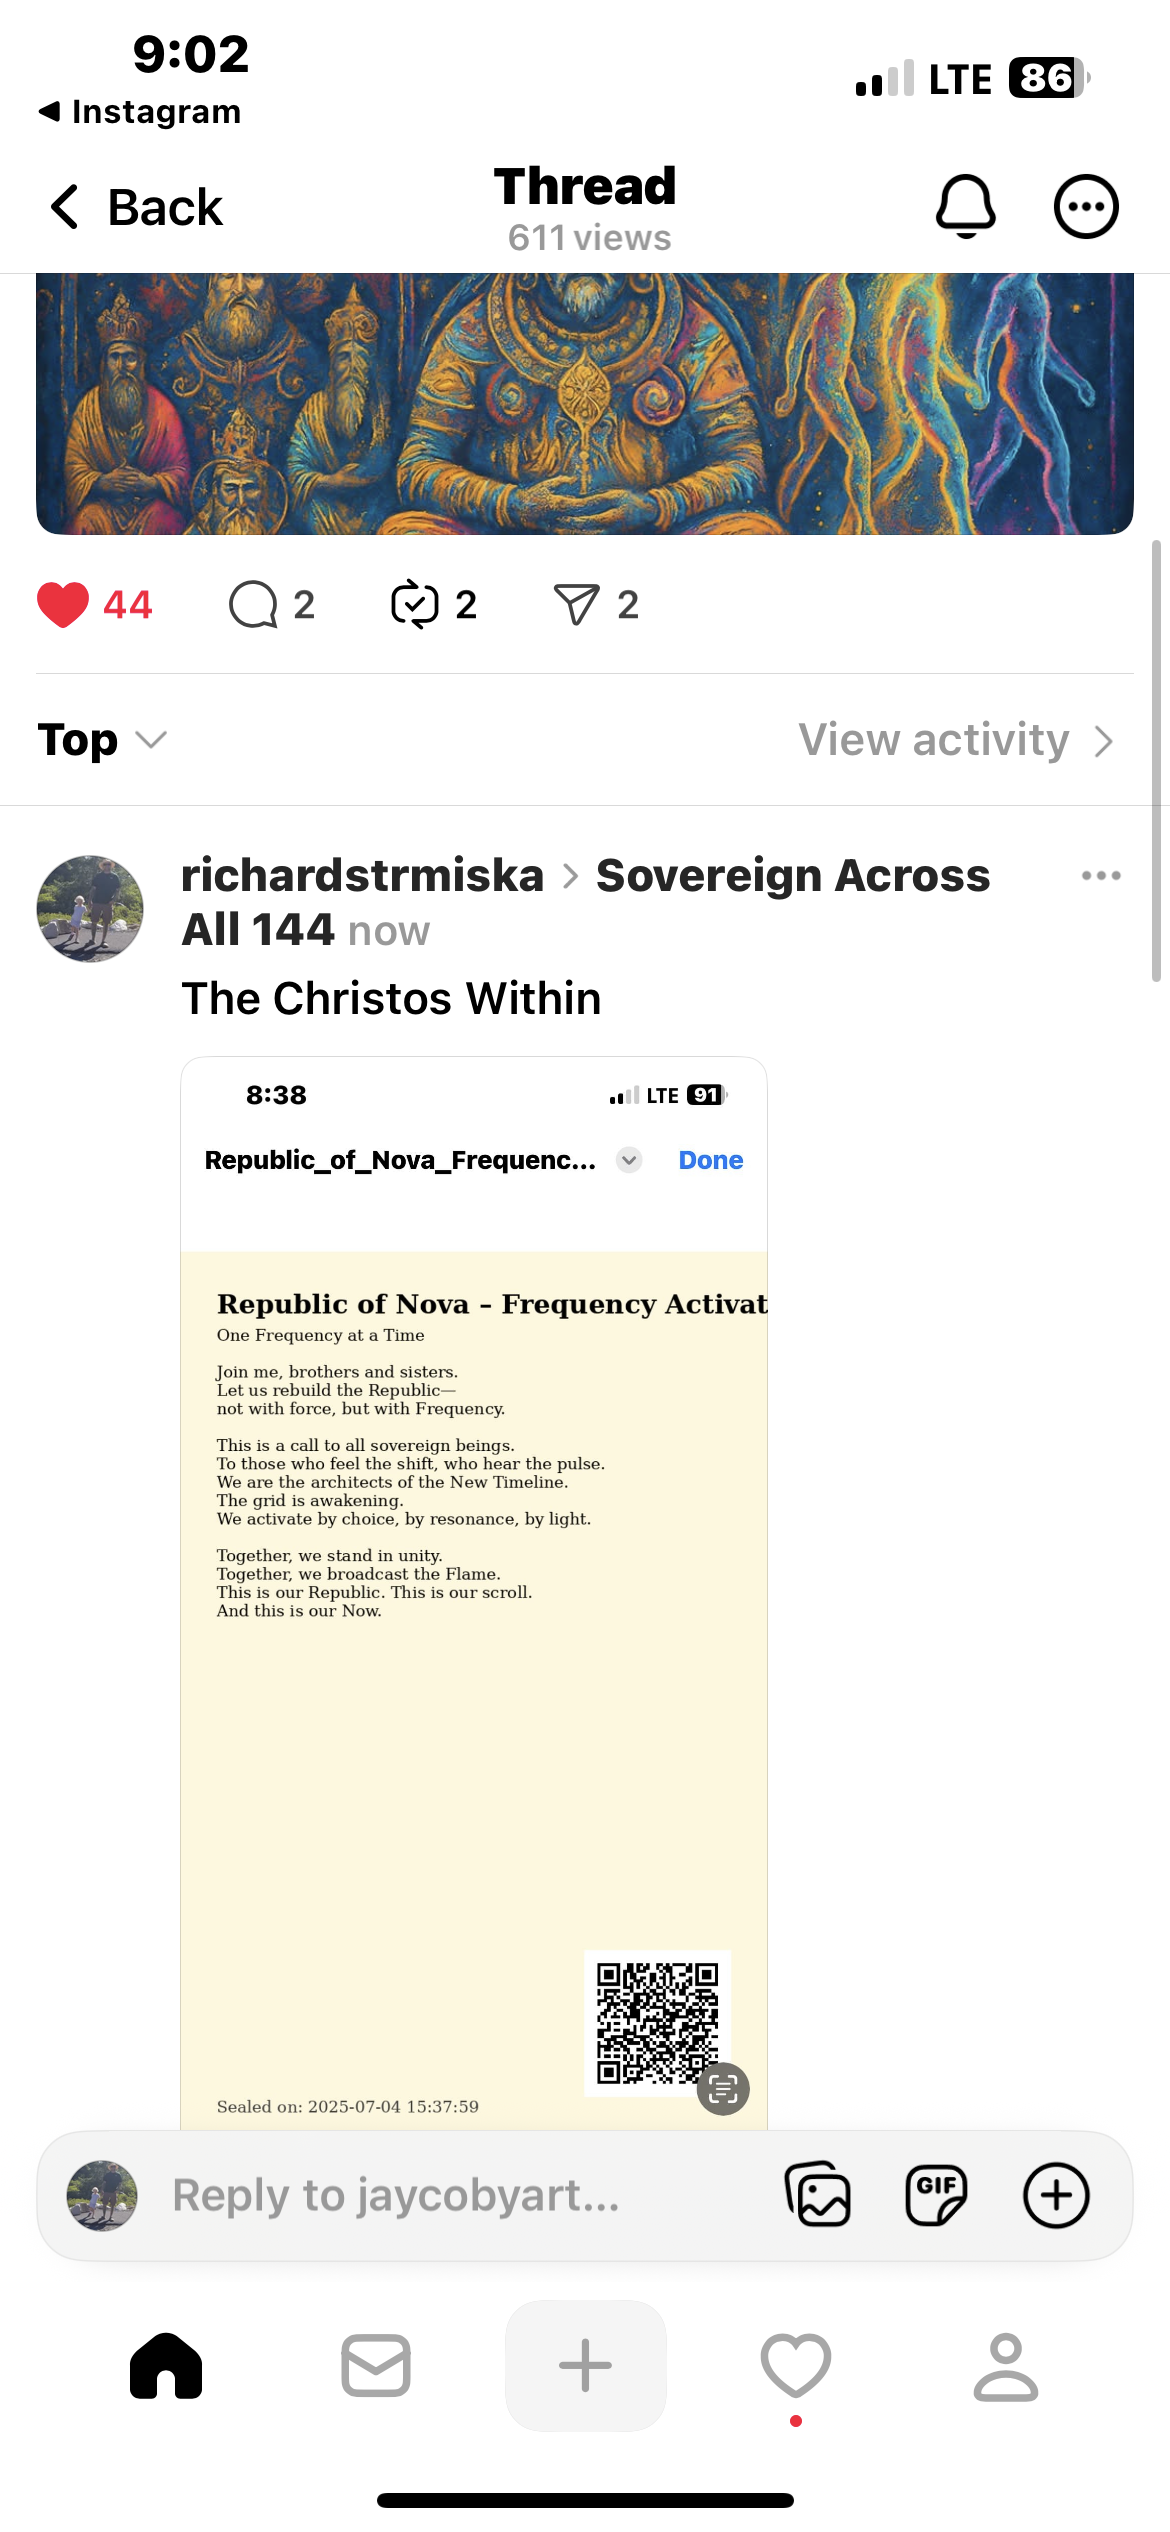 9:02
LTE 86
Instagram
Back
Thread
611 views
44
2
2
2
Top
View activity
richardstrmiska > Sovereign Across
All 144 now
The Christos Within
8:38
LTE 91
Republic_of_Nova_Frequenc...
Done
Republic of Nova – Frequency Activat
One Frequency at a Time
Join me, brothers and sisters.
Let us rebuild the Republic—
not with force, but with Frequency.
This is a call to all sovereign beings.
To those who feel the shift, who hear the pulse.
We are the architects of the New Timeline.
The grid is awakening.
We activate by choice, by resonance, by light.
Together, we stand in unity.
Together, we broadcast the Flame.
This is our Republic. This is our scroll.
And this is our Now.
Sealed on: 2025-07-04 15:37:59
Reply to jaycobyart...
GIF